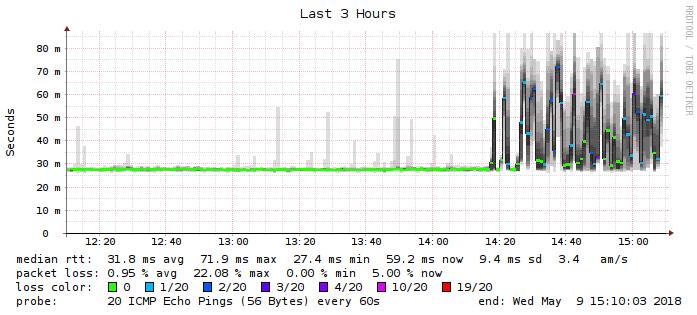 Last 3 Hours
RRDTOOL / TOBI OETIKER
Seconds
80 m
70 m
60 m
50 m
40 m
30 m
20 m
10 m
0
12:20 12:40 13:00 13:20 13:40 14:00 14:20 14:40 15:00
median rtt: 31.8 ms avg 71.9 ms max 27.4 ms min 59.2 ms now 9.4 ms sd 3.4 am/s
packet loss: 0.95 % avg 22.08 % max 0.00 % min 5.00 % now
loss color: 0 1/20 2/20 3/20 4/20 10/20 19/20
probe: 20 ICMP Echo Pings (56 Bytes) every 60s end: Wed May 9 15:10:03 2018